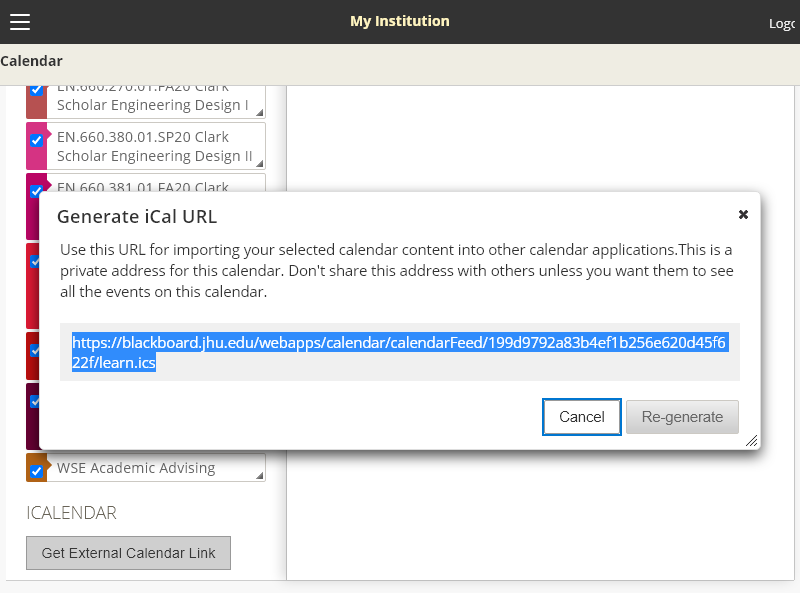 My Institution
Logo
Calendar
EN.660.270.01.FA20 Clark
Scholar Engineering Design I
EN.660.380.01.SP20 Clark
Scholar Engineering Design II
EN.660.381.01.FA20 Clark
Generate iCal URL
Use this URL for importing your selected calendar content into other calendar applications.This is a
private address for this calendar. Don't share this address with others unless you want them to see
all the events on this calendar.
https://blackboard.jhu.edu/webapps/calendar/calendarFeed/199d9792a83b4ef1b256e620d45f6
22f/learn.ics
Cancel
Re-generate
WSE Academic Advising
ICALENDAR
Get External Calendar Link